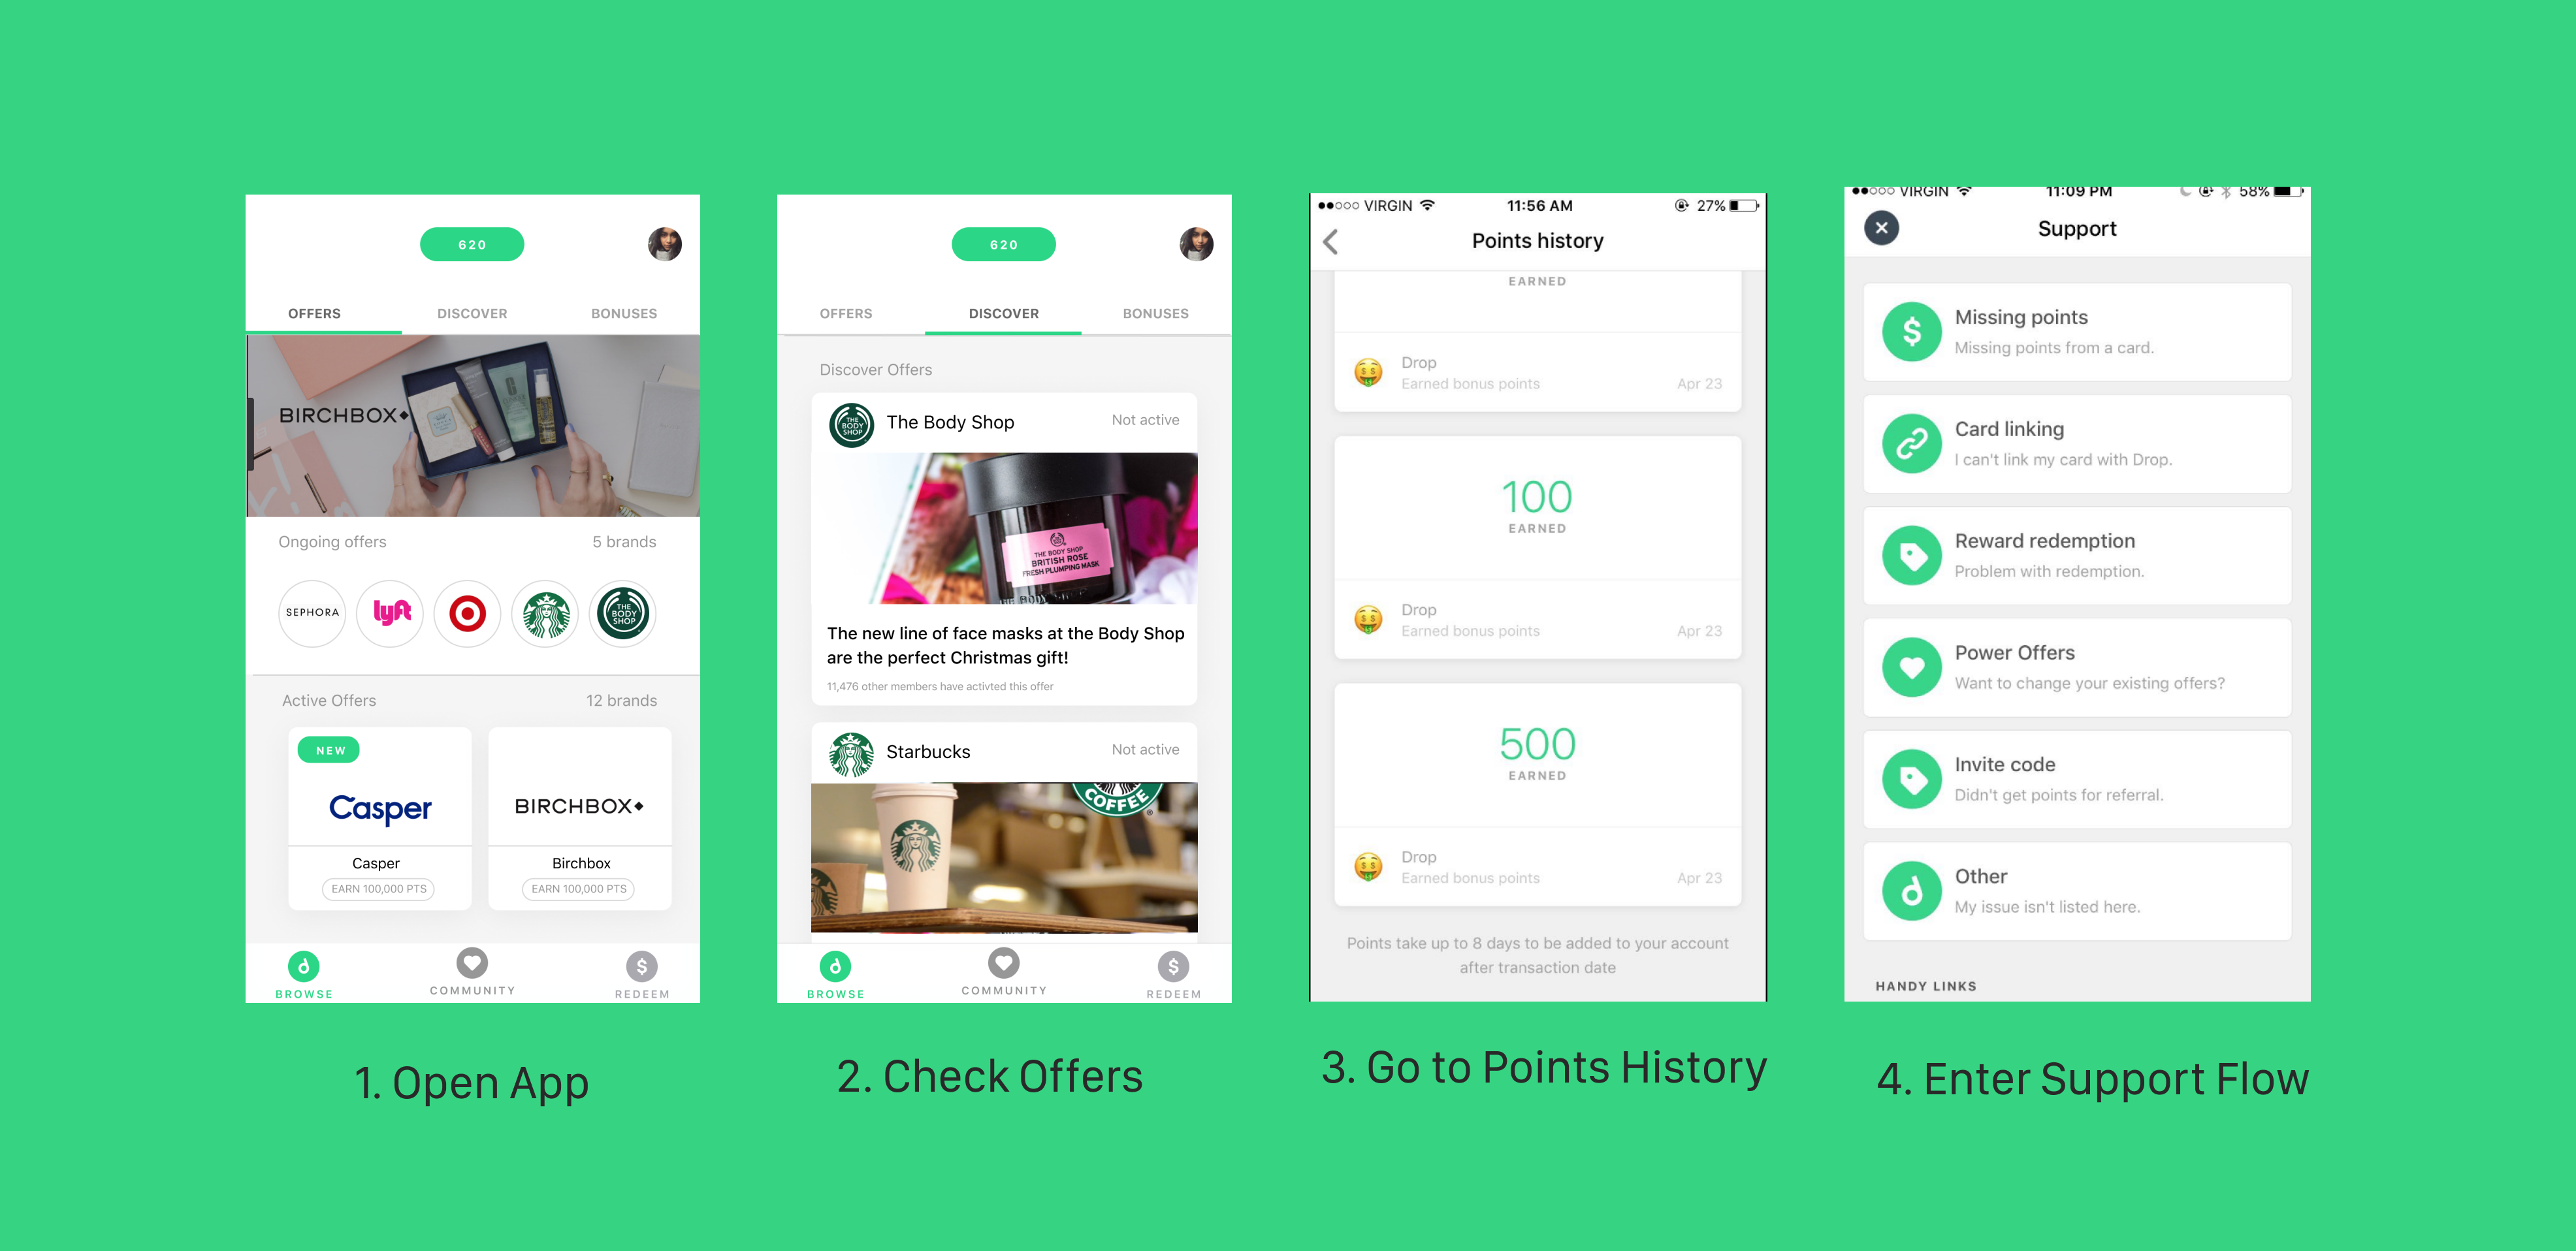 620
OFFERS DISCOVER BONUSES
BIRCHBOX
Ongoing offers 5 brands
SEPHORA lyft THE BODY SHOP
Active Offers 12 brands
NEW
Casper BIRCHBOX
Casper Birchbox
EARN 100,000 PTS EARN 100,000 PTS
BROWSE COMMUNITY REDEEM
1. Open App
620
OFFERS DISCOVER BONUSES
Discover Offers
THE BODY SHOP The Body Shop Not active
THE BODY SHOP
BRITISH ROSE
FRESH PLUMPING MASK
The new line of face masks at the Body Shop
are the perfect Christmas gift!
11,476 other members have activted this offer
Starbucks Not active
COFFEE
BROWSE COMMUNITY REDEEM
2. Check Offers
VIRGIN 11:56 AM 27%
Points history
EARNED
Drop
Earned bonus points Apr 23
100
EARNED
Drop
Earned bonus points Apr 23
500
EARNED
Drop
Earned bonus points Apr 23
Points take up to 8 days to be added to your account
after transaction date
3. Go to Points History
VIRGIN 11:09 PM 58%
Support
Missing points
Missing points from a card.
Card linking
I can't link my card with Drop.
Reward redemption
Problem with redemption.
Power Offers
Want to change your existing offers?
Invite code
Didn't get points for referral.
Other
My issue isn't listed here.
HANDY LINKS
4. Enter Support Flow